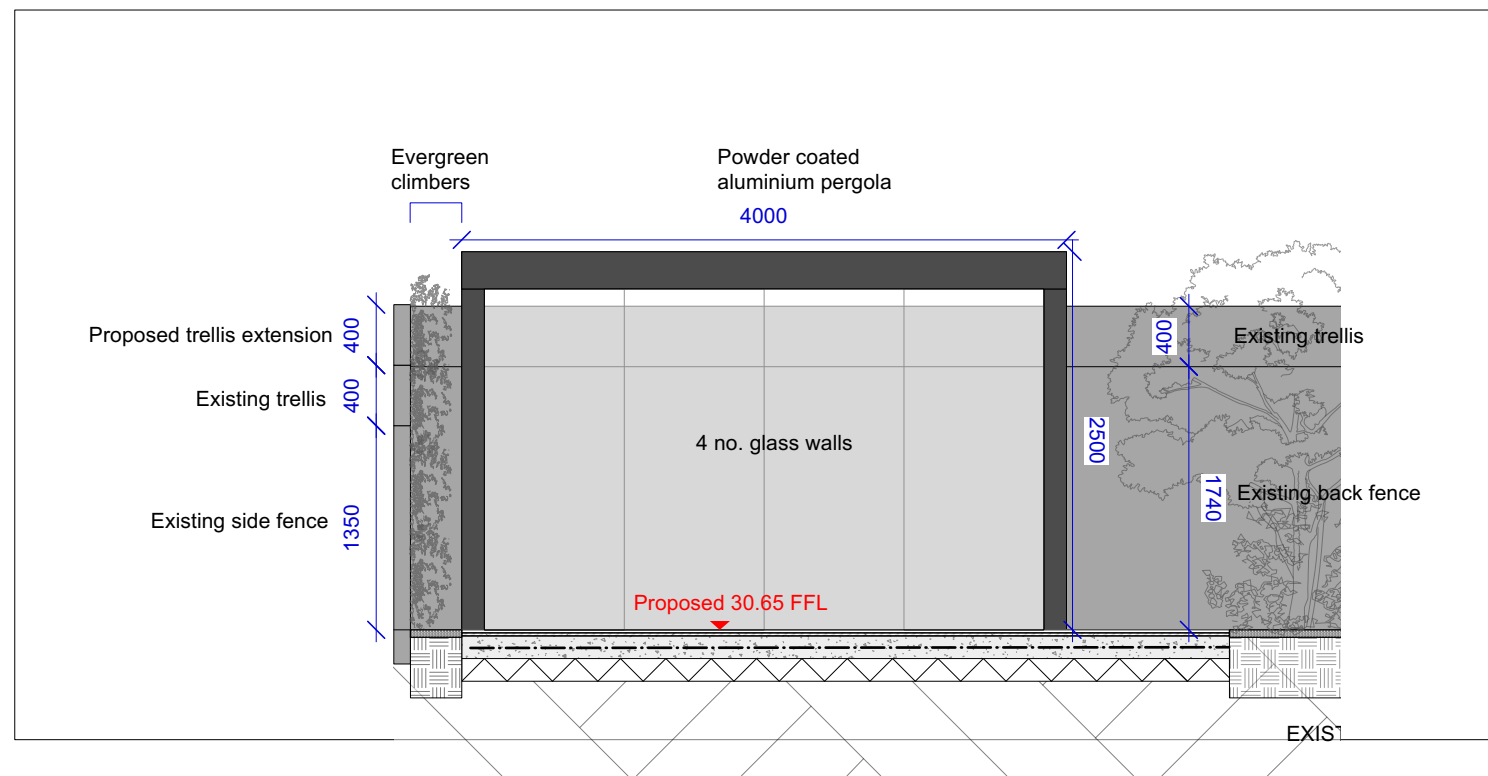 Evergreen
climbers
Powder coated
aluminium pergola
4000
Proposed trellis extension
400
400
Existing trellis
Existing trellis
400
2500
4 no. glass walls
Existing side fence
1350
1740
Existing back fence
Proposed 30.65 FFL
EXIST